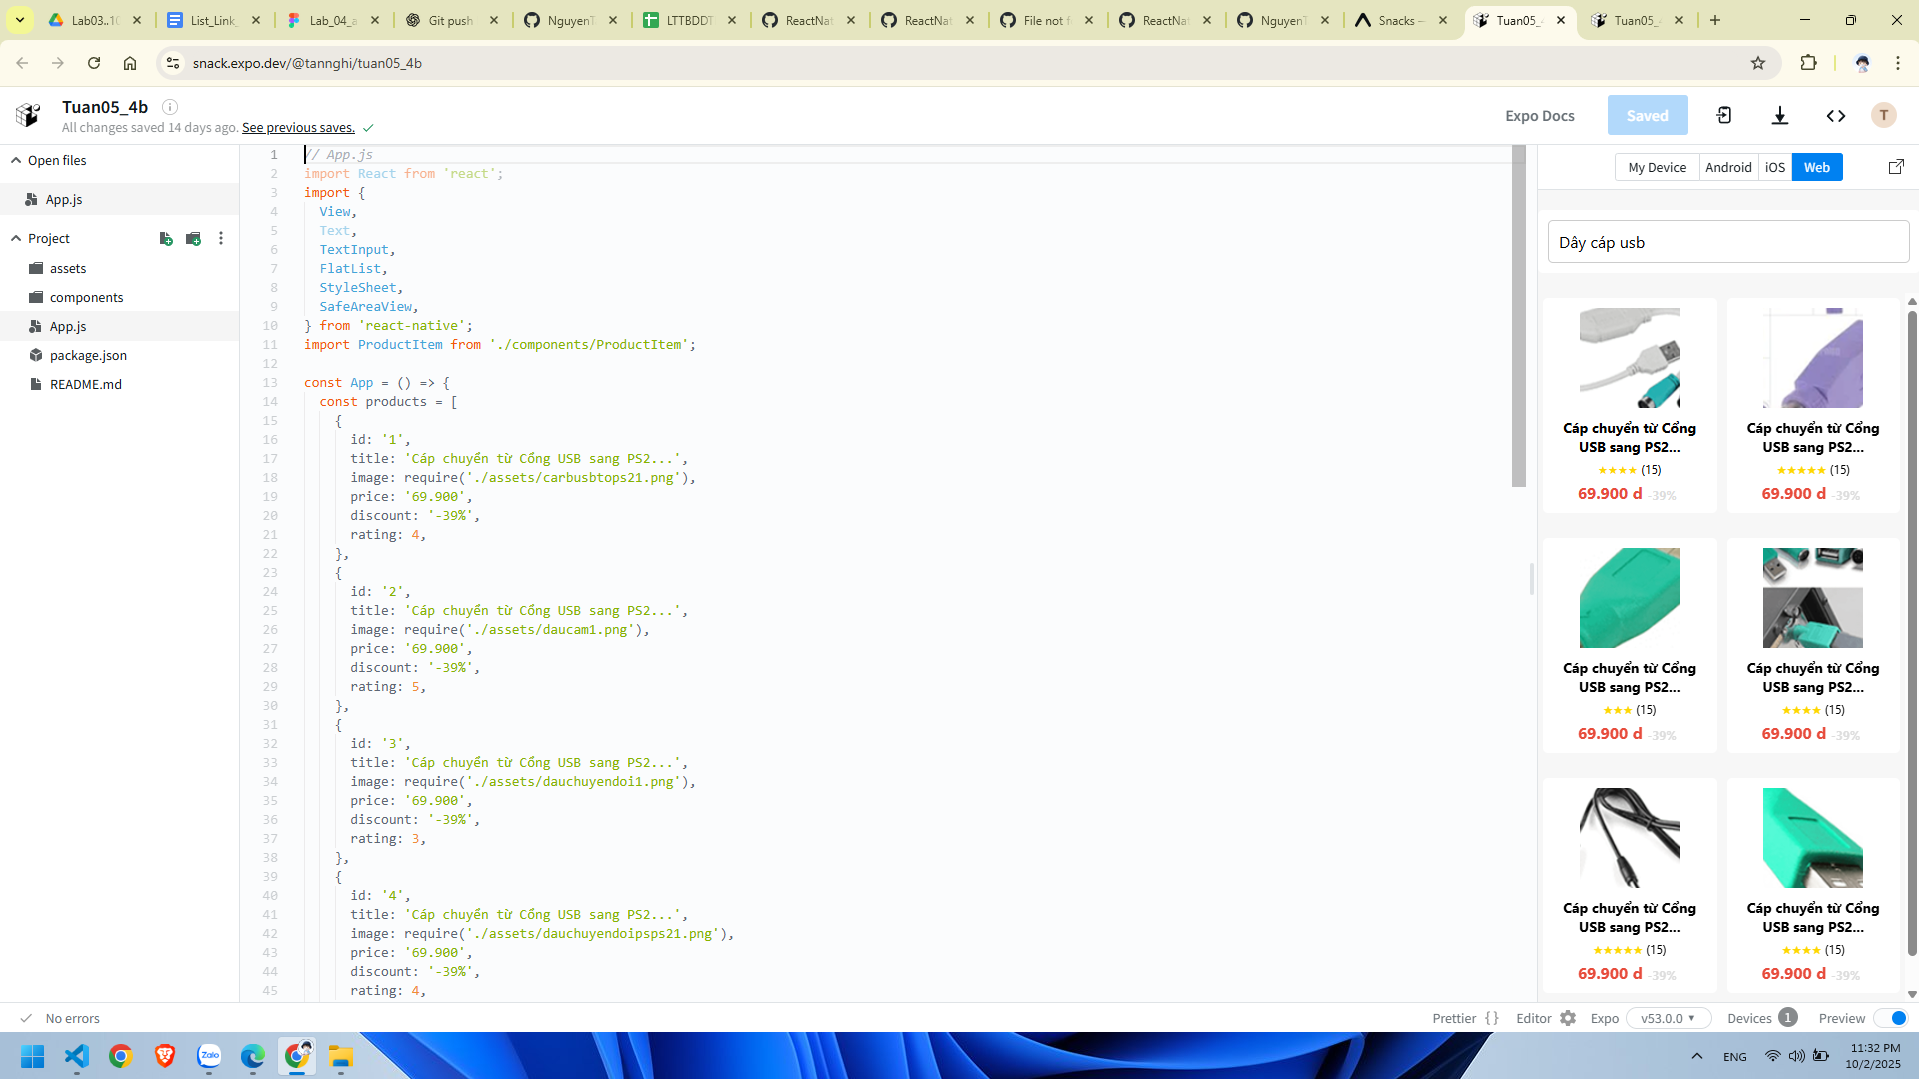 Lab03..10
List_Link_
Lab_04_a
Git push
NguyenT
LTTBDDT
ReactNat
ReactNat
File not f
ReactNat
NguyenT
Snacks —
Tuan05_4
Tuan05_4
snack.expo.dev/@tannghi/tuan05_4b
Tuan05_4b
All changes saved 14 days ago. See previous saves.
Expo Docs
Saved
T
Open files
App.js
Project
assets
components
App.js
package.json
README.md
1 // App.js
2 import React from 'react';
3 import {
4 View,
5 Text,
6 TextInput,
7 FlatList,
8 StyleSheet,
9 SafeAreaView,
10 } from 'react-native';
11 import ProductItem from './components/ProductItem';
12
13 const App = () => {
14 const products = [
15 {
16 id: '1',
17 title: 'Cáp chuyển từ Cổng USB sang PS2...',
18 image: require('./assets/carbusbtops21.png'),
19 price: '69.900',
20 discount: '-39%',
21 rating: 4,
22 },
23 {
24 id: '2',
25 title: 'Cáp chuyển từ Cổng USB sang PS2...',
26 image: require('./assets/daucam1.png'),
27 price: '69.900',
28 discount: '-39%',
29 rating: 5,
30 },
31 {
32 id: '3',
33 title: 'Cáp chuyển từ Cổng USB sang PS2...',
34 image: require('./assets/dauchuyendoi1.png'),
35 price: '69.900',
36 discount: '-39%',
37 rating: 3,
38 },
39 {
40 id: '4',
41 title: 'Cáp chuyển từ Cổng USB sang PS2...',
42 image: require('./assets/dauchuyendoipsps21.png'),
43 price: '69.900',
44 discount: '-39%',
45 rating: 4,
My Device Android iOS Web
Dây cáp usb
Cáp chuyển từ Cổng
USB sang PS2...
★★★★ (15)
69.900 đ -39%
Cáp chuyển từ Cổng
USB sang PS2...
★★★★★ (15)
69.900 đ -39%
Cáp chuyển từ Cổng
USB sang PS2...
★★★ (15)
69.900 đ -39%
Cáp chuyển từ Cổng
USB sang PS2...
★★★★ (15)
69.900 đ -39%
Cáp chuyển từ Cổng
USB sang PS2...
★★★★★ (15)
69.900 đ -39%
Cáp chuyển từ Cổng
USB sang PS2...
★★★★ (15)
69.900 đ -39%
No errors
Prettier {}
Editor
Expo v53.0.0
Devices 1
Preview
Zalo
ENG
11:32 PM
10/2/2025